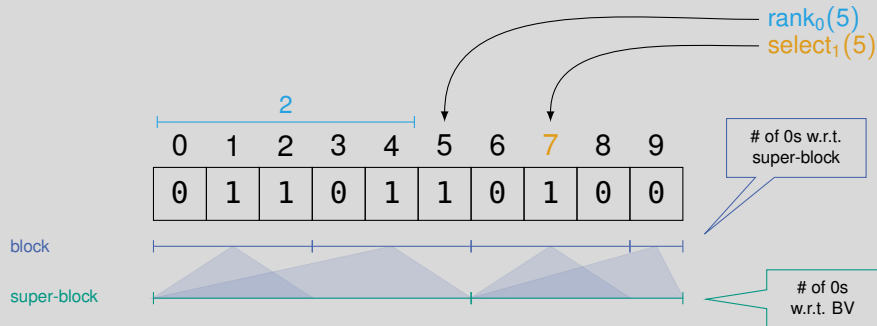 rank₀(5)
select₁(5)
2
0 1 2 3 4 5 6 7 8 9
# of 0s w.r.t.
super-block
0 1 1 0 1 1 0 1 0 0
block
super-block
# of 0s
w.r.t. BV